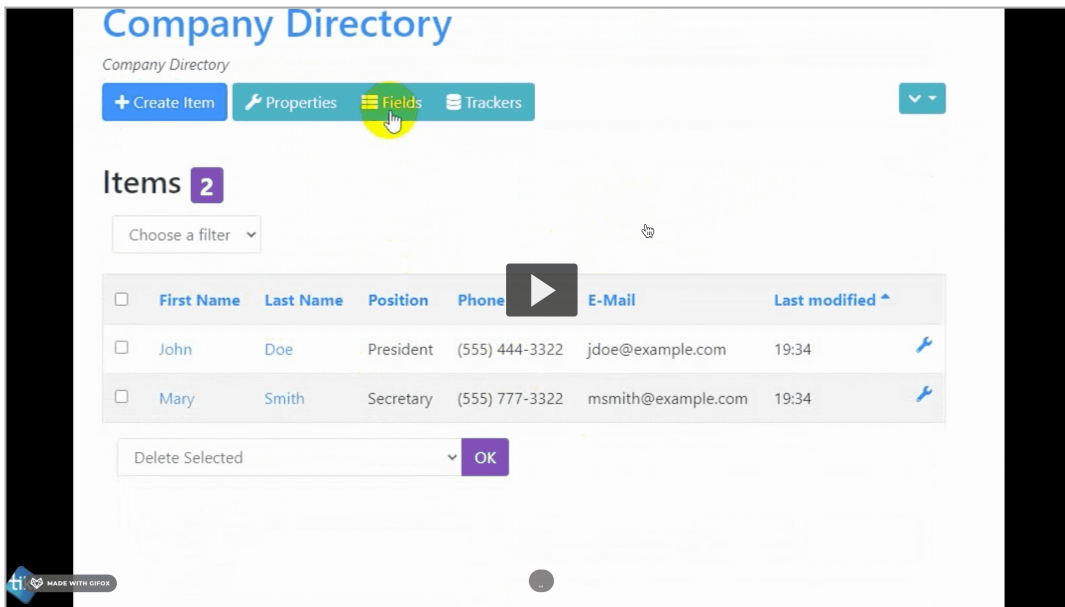 Company Directory
Company Directory
Create Item Properties Fields Trackers
Items 2
Choose a filter
First Name Last Name Position Phone E-Mail Last modified
John Doe President (555) 444-3322 jdoe@example.com 19:34
Mary Smith Secretary (555) 777-3322 msmith@example.com 19:34
Delete Selected OK
MADE WITH GIFOX